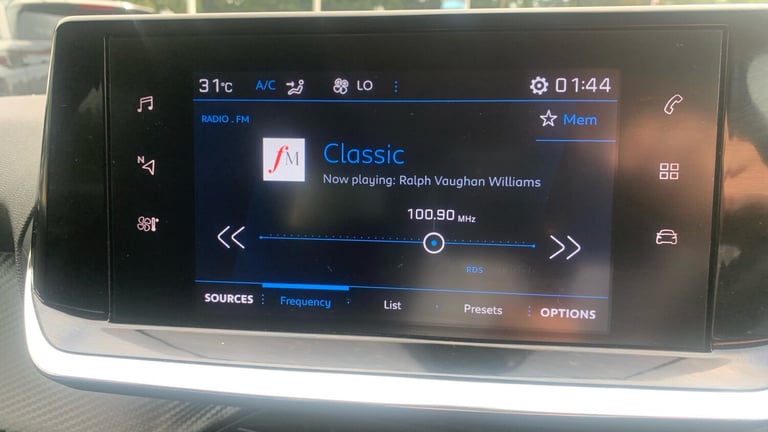 31°C A/C LO 01:44
RADIO . FM
Mem
fM
Classic
Now playing: Ralph Vaughan Williams
100.90 MHz
N
RDS
SOURCES Frequency List Presets OPTIONS